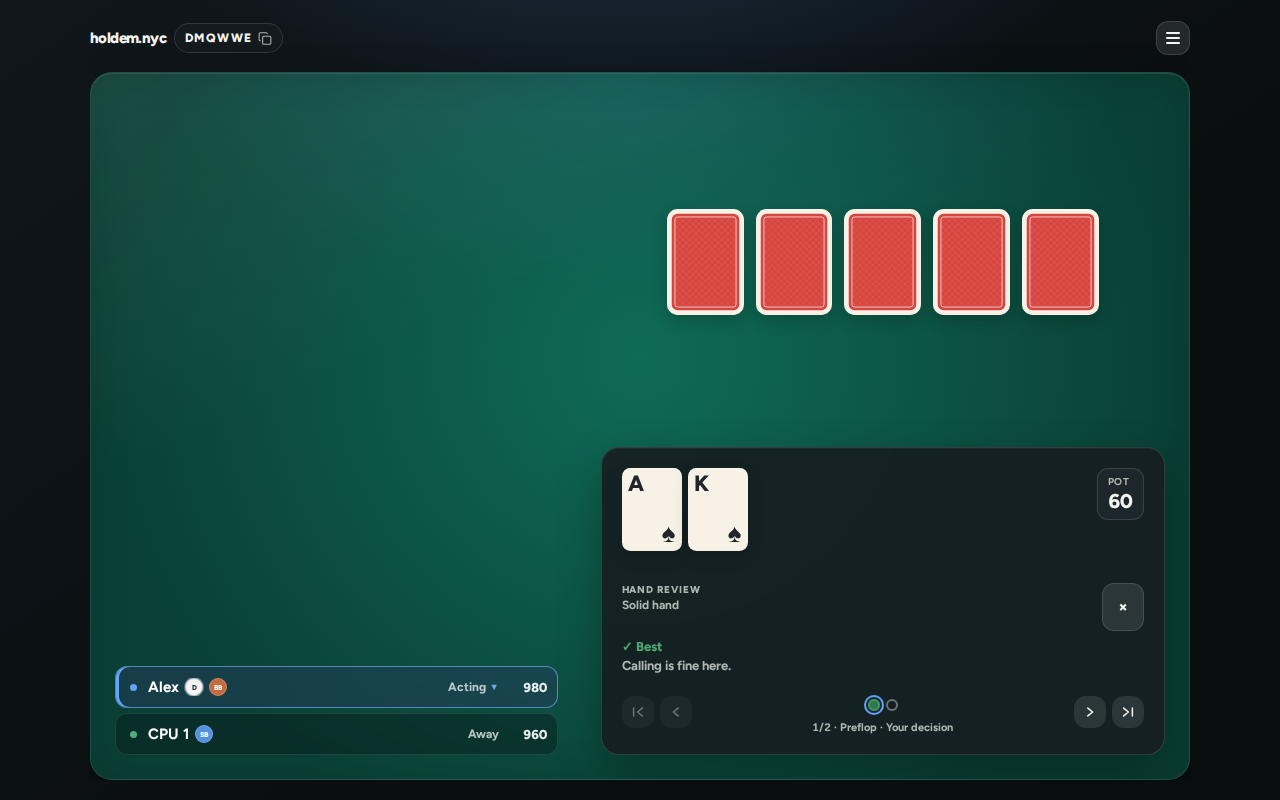 holdem.nyc
DMQWWE
A
K
POT
60
HAND REVIEW
Solid hand
×
✓ Best
Calling is fine here.
1/2 · Preflop · Your decision
Alex D BB Acting ▼ 980
CPU 1 SB Away 960